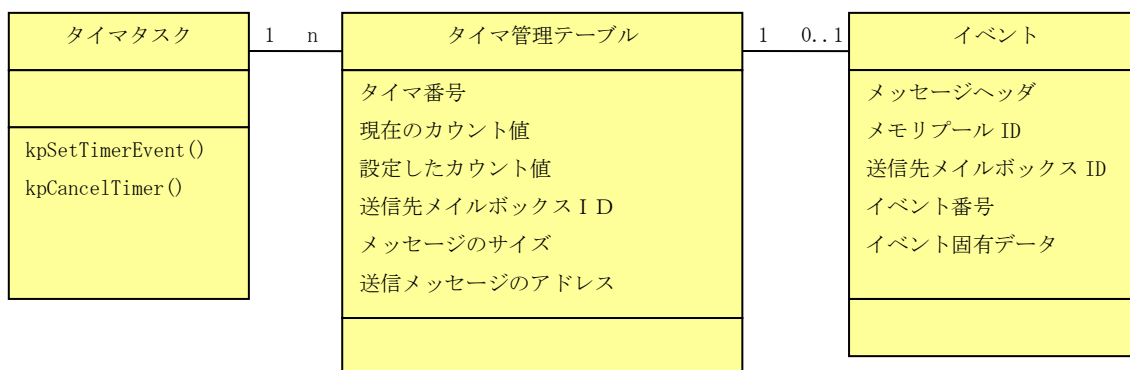 タイマタスク
1 n
タイマ管理テーブル
1 0..1
イベント
kpSetTimerEvent()
kpCancelTimer()
タイマ番号
現在のカウント値
設定したカウント値
送信先メイルボックスＩＤ
メッセージのサイズ
送信メッセージのアドレス
メッセージヘッダ
メモリプール ID
送信先メイルボックス ID
イベント番号
イベント固有データ